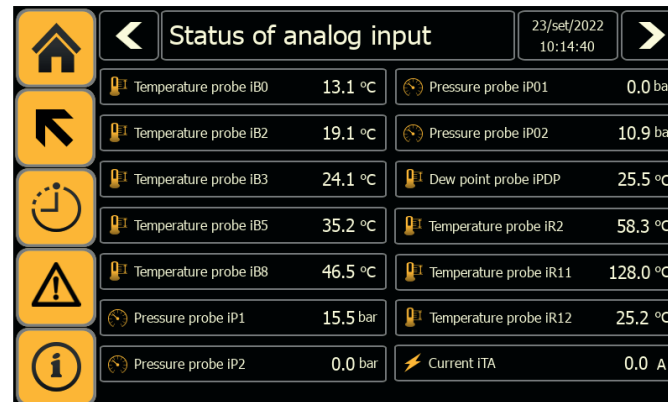 Status of analog input
23/set/2022
10:14:40
Temperature probe iB0 13.1 °C
Temperature probe iB2 19.1 °C
Temperature probe iB3 24.1 °C
Temperature probe iB5 35.2 °C
Temperature probe iB8 46.5 °C
Pressure probe iP1 15.5 bar
Pressure probe iP2 0.0 bar
Pressure probe iP01 0.0 ba
Pressure probe iP02 10.9 ba
Dew point probe iPDP 25.5 °C
Temperature probe iR2 58.3 °C
Temperature probe iR11 128.0 °C
Temperature probe iR12 25.2 °C
Current iTA 0.0 A